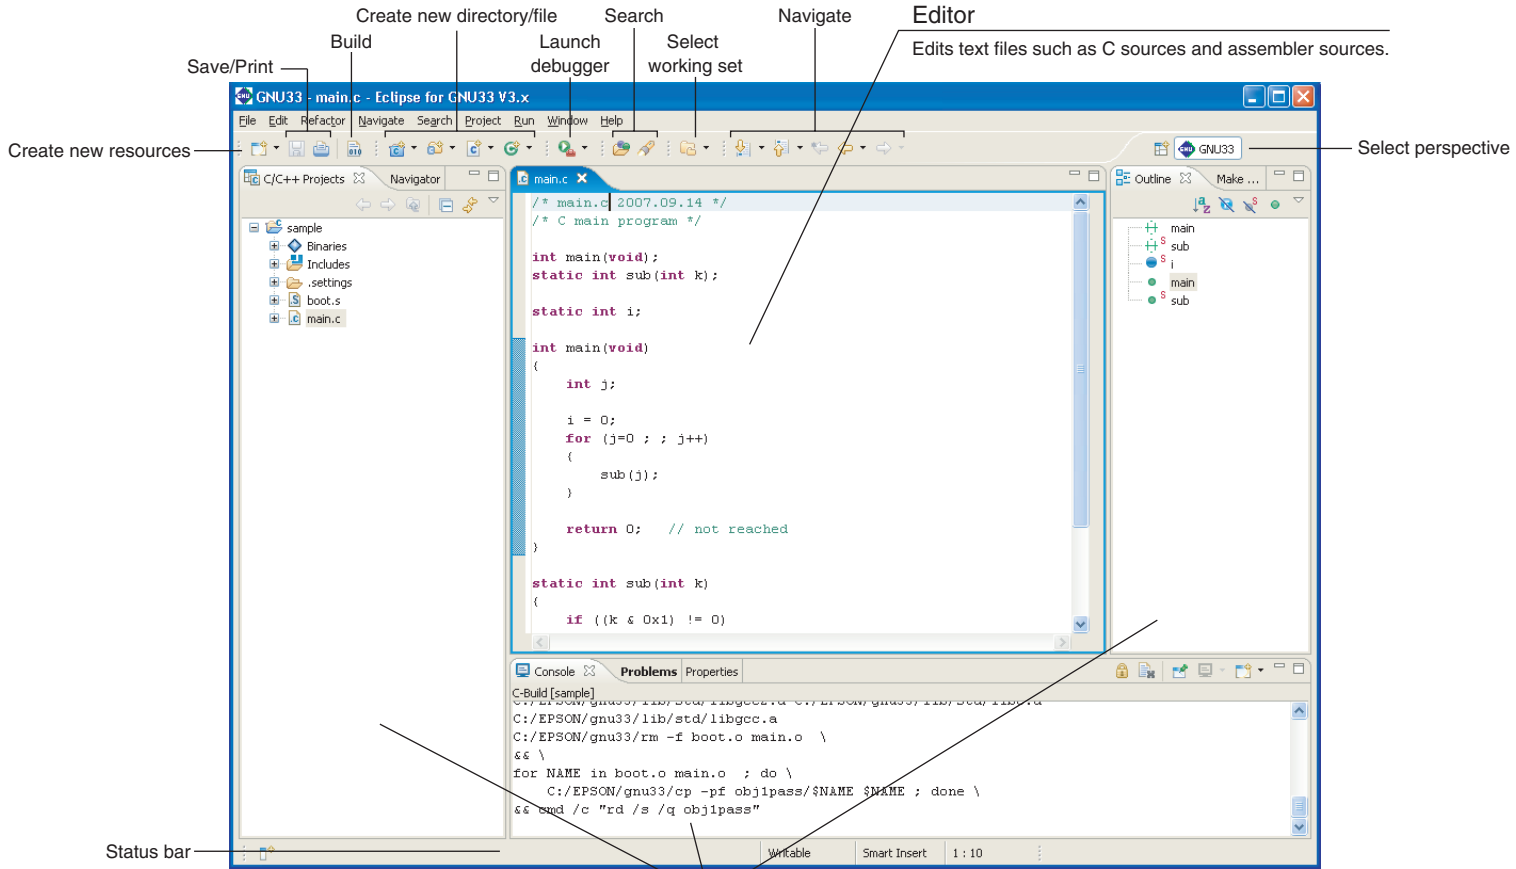 Create new directory/file
Search
Navigate
Editor
Build
Launch debugger
Select working set
Edits text files such as C sources and assembler sources.
Save/Print
GNU33 - main.c - Eclipse for GNU33 V3.x
File Edit Refactor Navigate Search Project Run Window Help
Create new resources
GNU33
Select perspective
C/C++ Projects
Navigator
main.c
Outline
Make ...
sample
Binaries
Includes
.settings
boot.s
main.c
/* main.c 2007.09.14 */
/* C main program */
int main(void);
static int sub(int k);
static int i;
int main(void)
{
int j;
i = 0;
for (j=0 ; ; j++)
{
sub(j);
}
return 0; // not reached
}
static int sub(int k)
{
if ((k & 0x1) != 0)
main
sub
i
main
sub
Console
Problems
Properties
C-Build [sample]
C:/EPSON/gnu33/lib/std/libgcc.a
C:/EPSON/gnu33/rm -f boot.o main.o \
&& \
for NAME in boot.o main.o ; do \
C:/EPSON/gnu33/cp -pf obj1pass/$NAME $NAME ; done \
&& cmd /c "rd /s /q obj1pass"
Status bar
Writable
Smart Insert
1 : 10